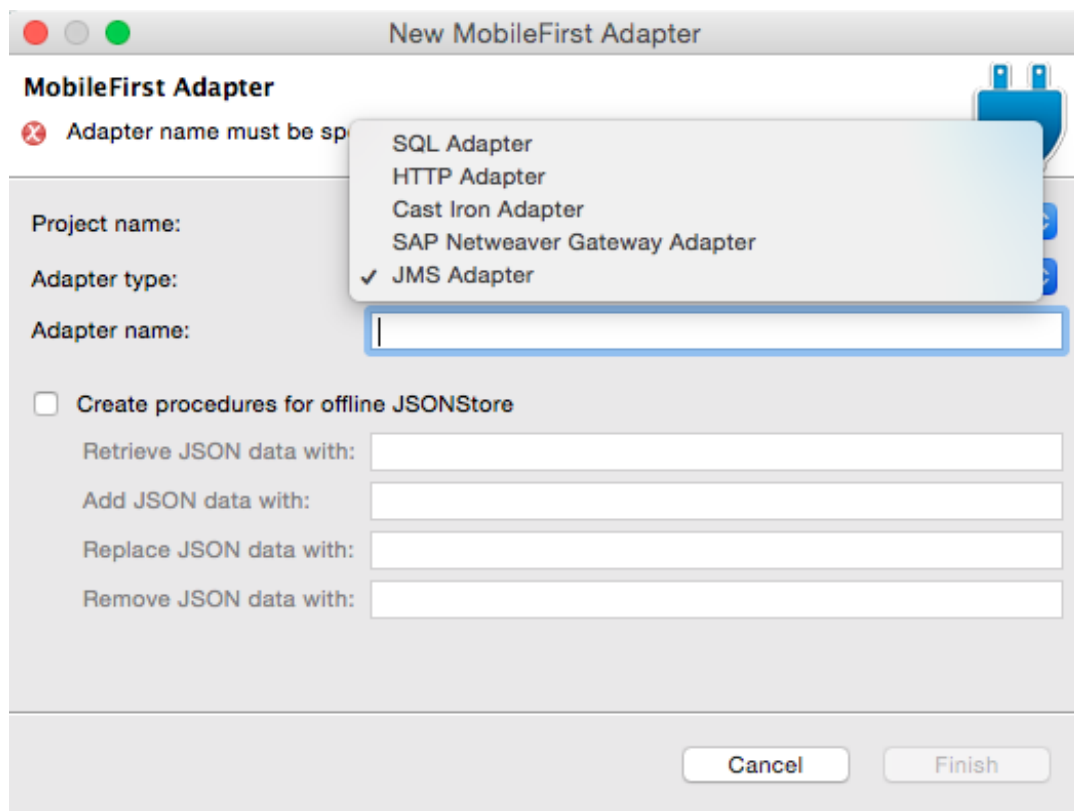 New MobileFirst Adapter
MobileFirst Adapter
Adapter name must be
SQL Adapter
HTTP Adapter
Cast Iron Adapter
SAP Netweaver Gateway Adapter
Project name:
Adapter type:
✓ JMS Adapter
Adapter name:
Create procedures for offline JSONStore
Retrieve JSON data with:
Add JSON data with:
Replace JSON data with:
Remove JSON data with:
Cancel
Finish